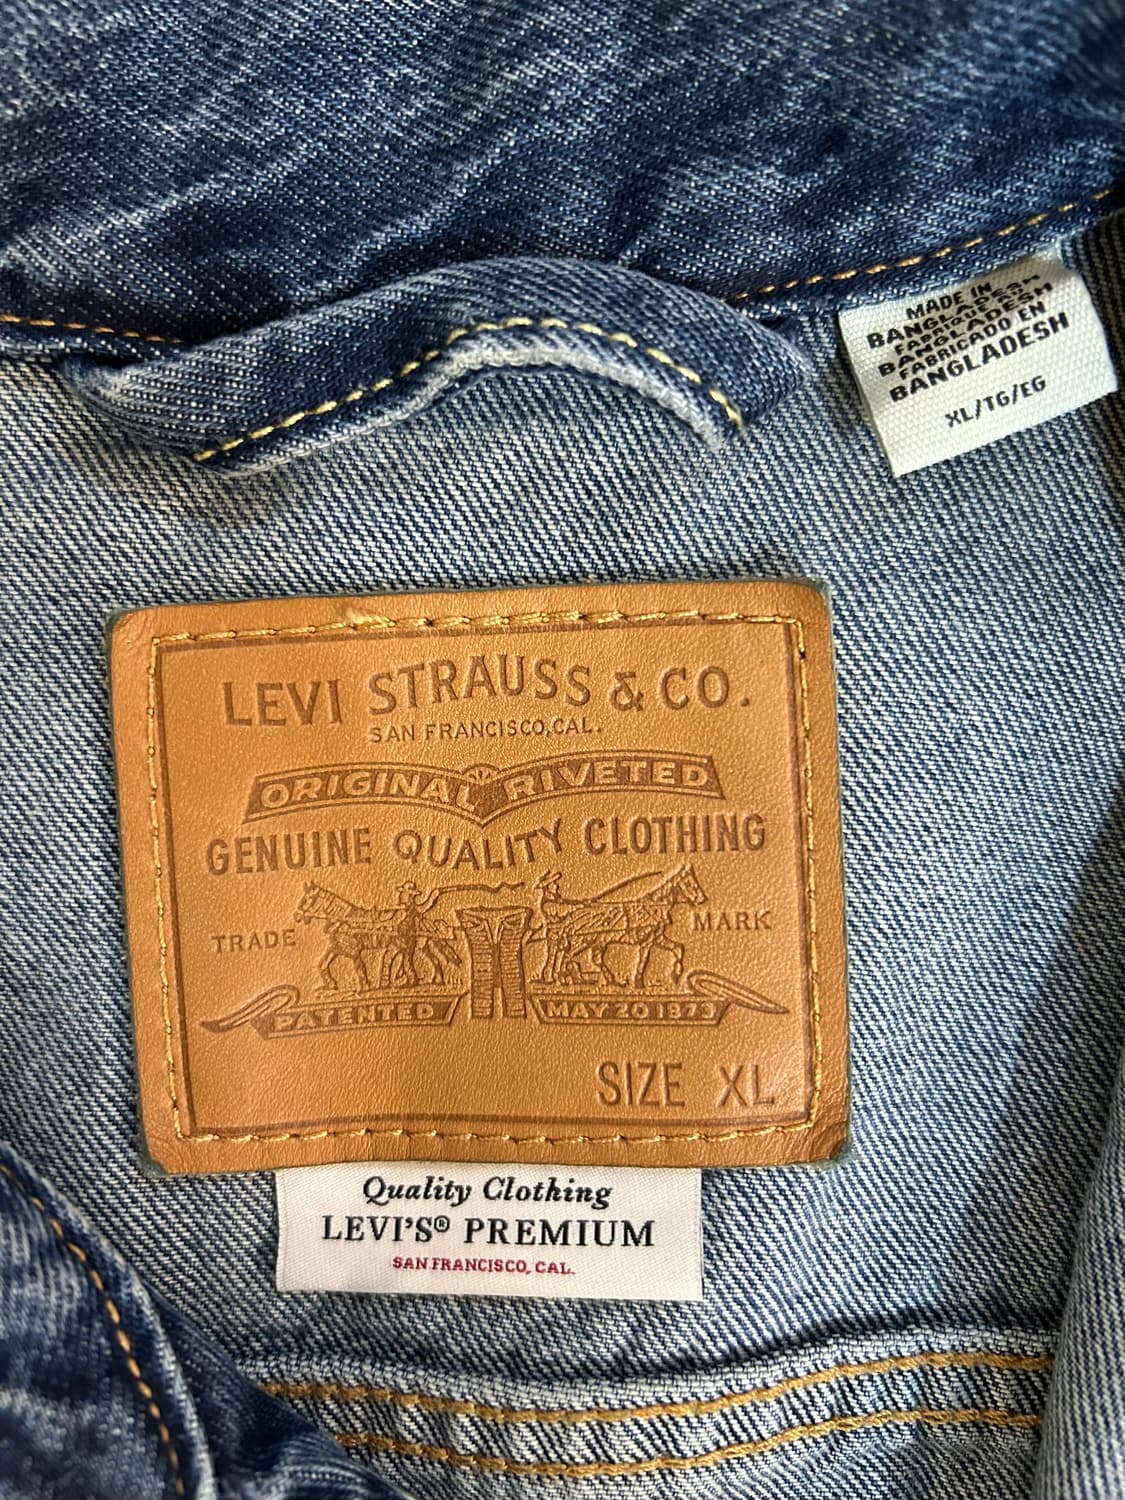 MADE IN
BANGLADESH
FABRIQUÉ AU
BANGLADESH
FABRICADO EN
BANGLADESH
XL/TG/EG
LEVI STRAUSS & CO.
SAN FRANCISCO, CAL.
ORIGINAL RIVETED
GENUINE QUALITY CLOTHING
TRADE MARK
PATENTED MAY 20 1873
SIZE XL
Quality Clothing
LEVI'S® PREMIUM
SAN FRANCISCO, CAL.